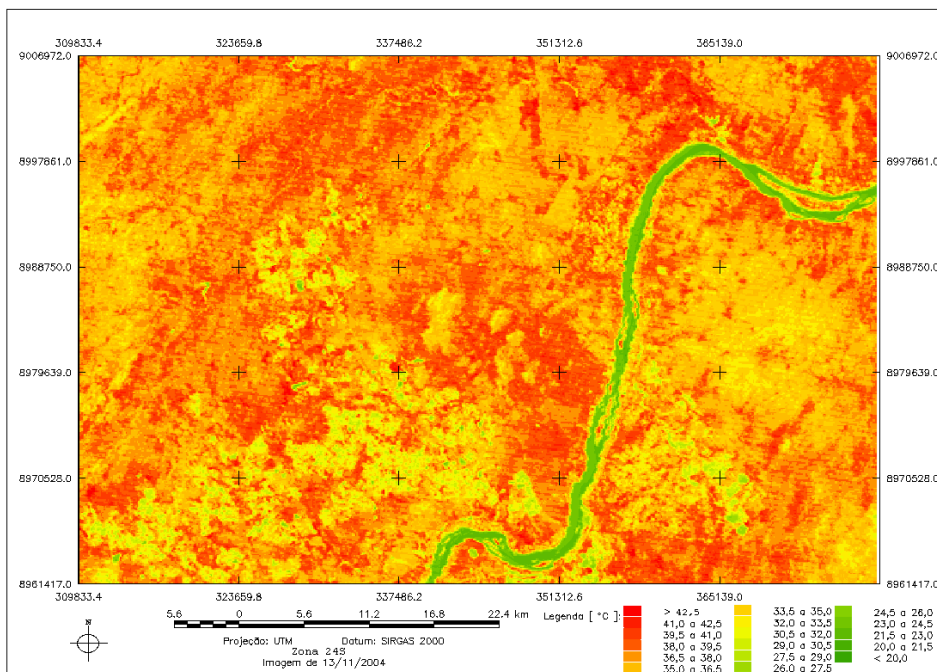 309833.4 323659.8 337486.2 351312.6 365139.0
9006972.0 9006972.0
8997861.0 8997861.0
8988750.0 8988750.0
8979639.0 8979639.0
8970528.0 8970528.0
8961417.0 8961417.0
309833.4 323659.8 337486.2 351312.6 365139.0
N
5.6 0 5.6 11.2 16.8 22.4 km
Projeção: UTM Datum: SIRGAS 2000
Zona 24S
Imagem de 13/11/2004
Legenda [ °C ]:
> 42,5
41,0 a 42,5
39,5 a 41,0
38,0 a 39,5
36,5 a 38,0
35,0 a 36,5
33,5 a 35,0
32,0 a 33,5
30,5 a 32,0
29,0 a 30,5
27,5 a 29,0
26,0 a 27,5
24,5 a 26,0
23,0 a 24,5
21,5 a 23,0
20,0 a 21,5
< 20,0